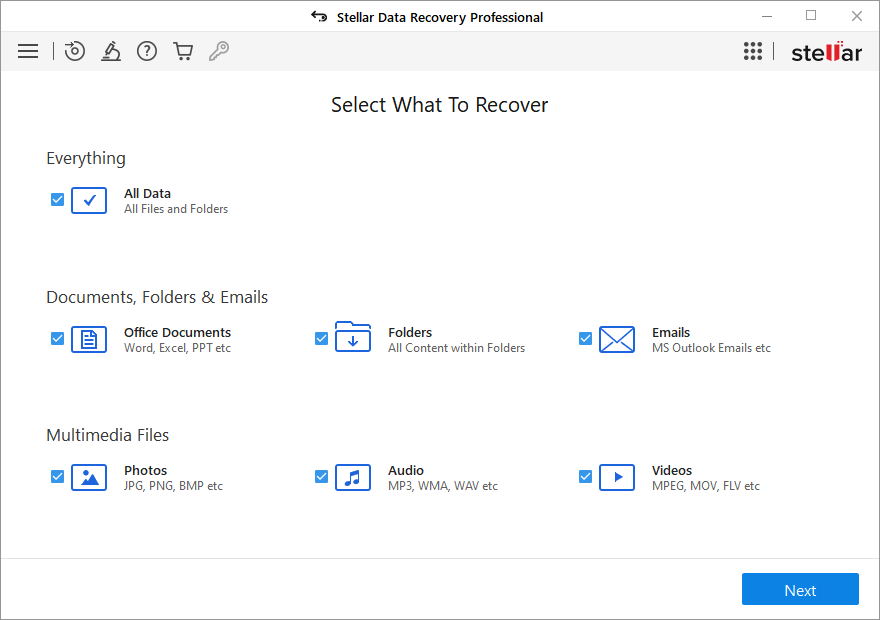 Stellar Data Recovery Professional
stellar
Select What To Recover
Everything
All Data
All Files and Folders
Documents, Folders & Emails
Office Documents
Word, Excel, PPT etc
Folders
All Content within Folders
Emails
MS Outlook Emails etc
Multimedia Files
Photos
JPG, PNG, BMP etc
Audio
MP3, WMA, WAV etc
Videos
MPEG, MOV, FLV etc
Next